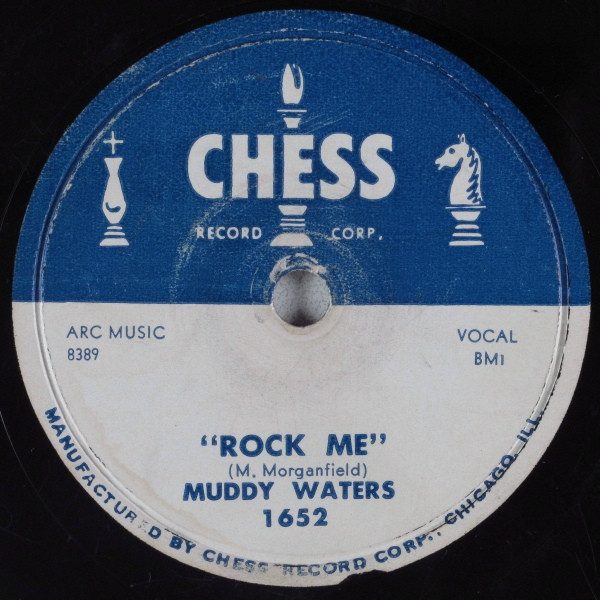 CHESS
RECORD CORP.
ARC MUSIC
8389
VOCAL
BMI
"ROCK ME"
(M. Morganfield)
MUDDY WATERS
1652
MANUFACTURED BY CHESS RECORD CORP., CHICAGO, ILL.